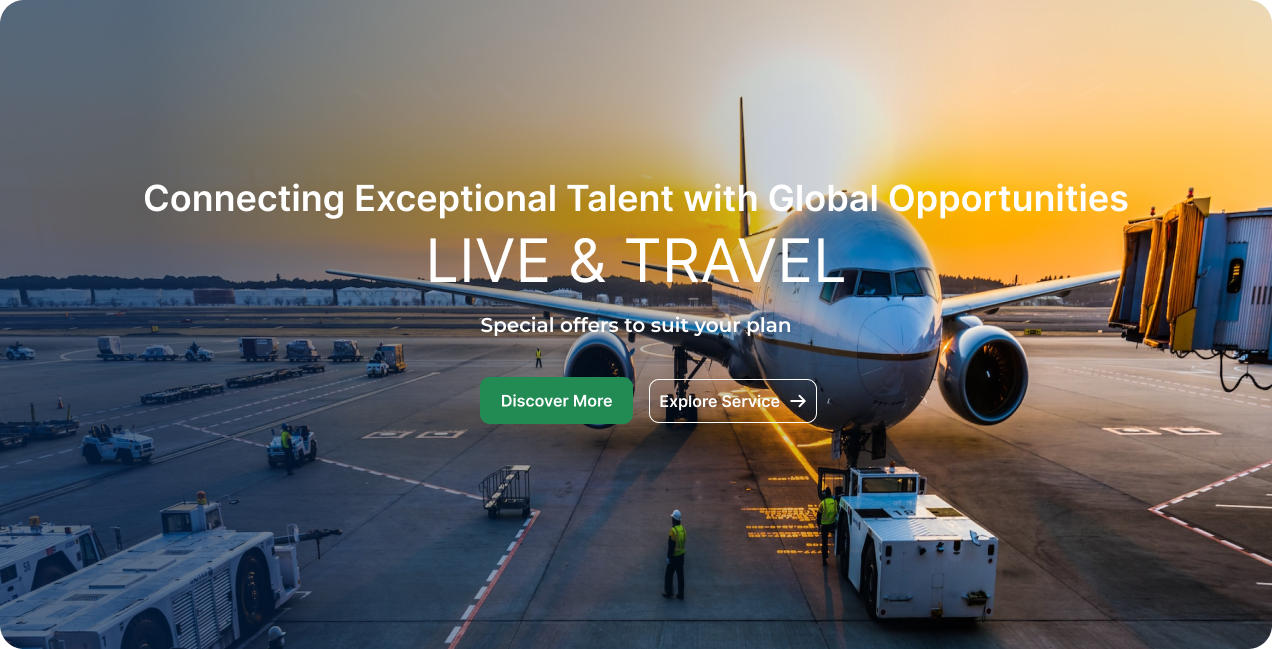 Connecting Exceptional Talent with Global Opportunities
LIVE & TRAVEL
Special offers to suit your plan
Discover More
Explore Service →